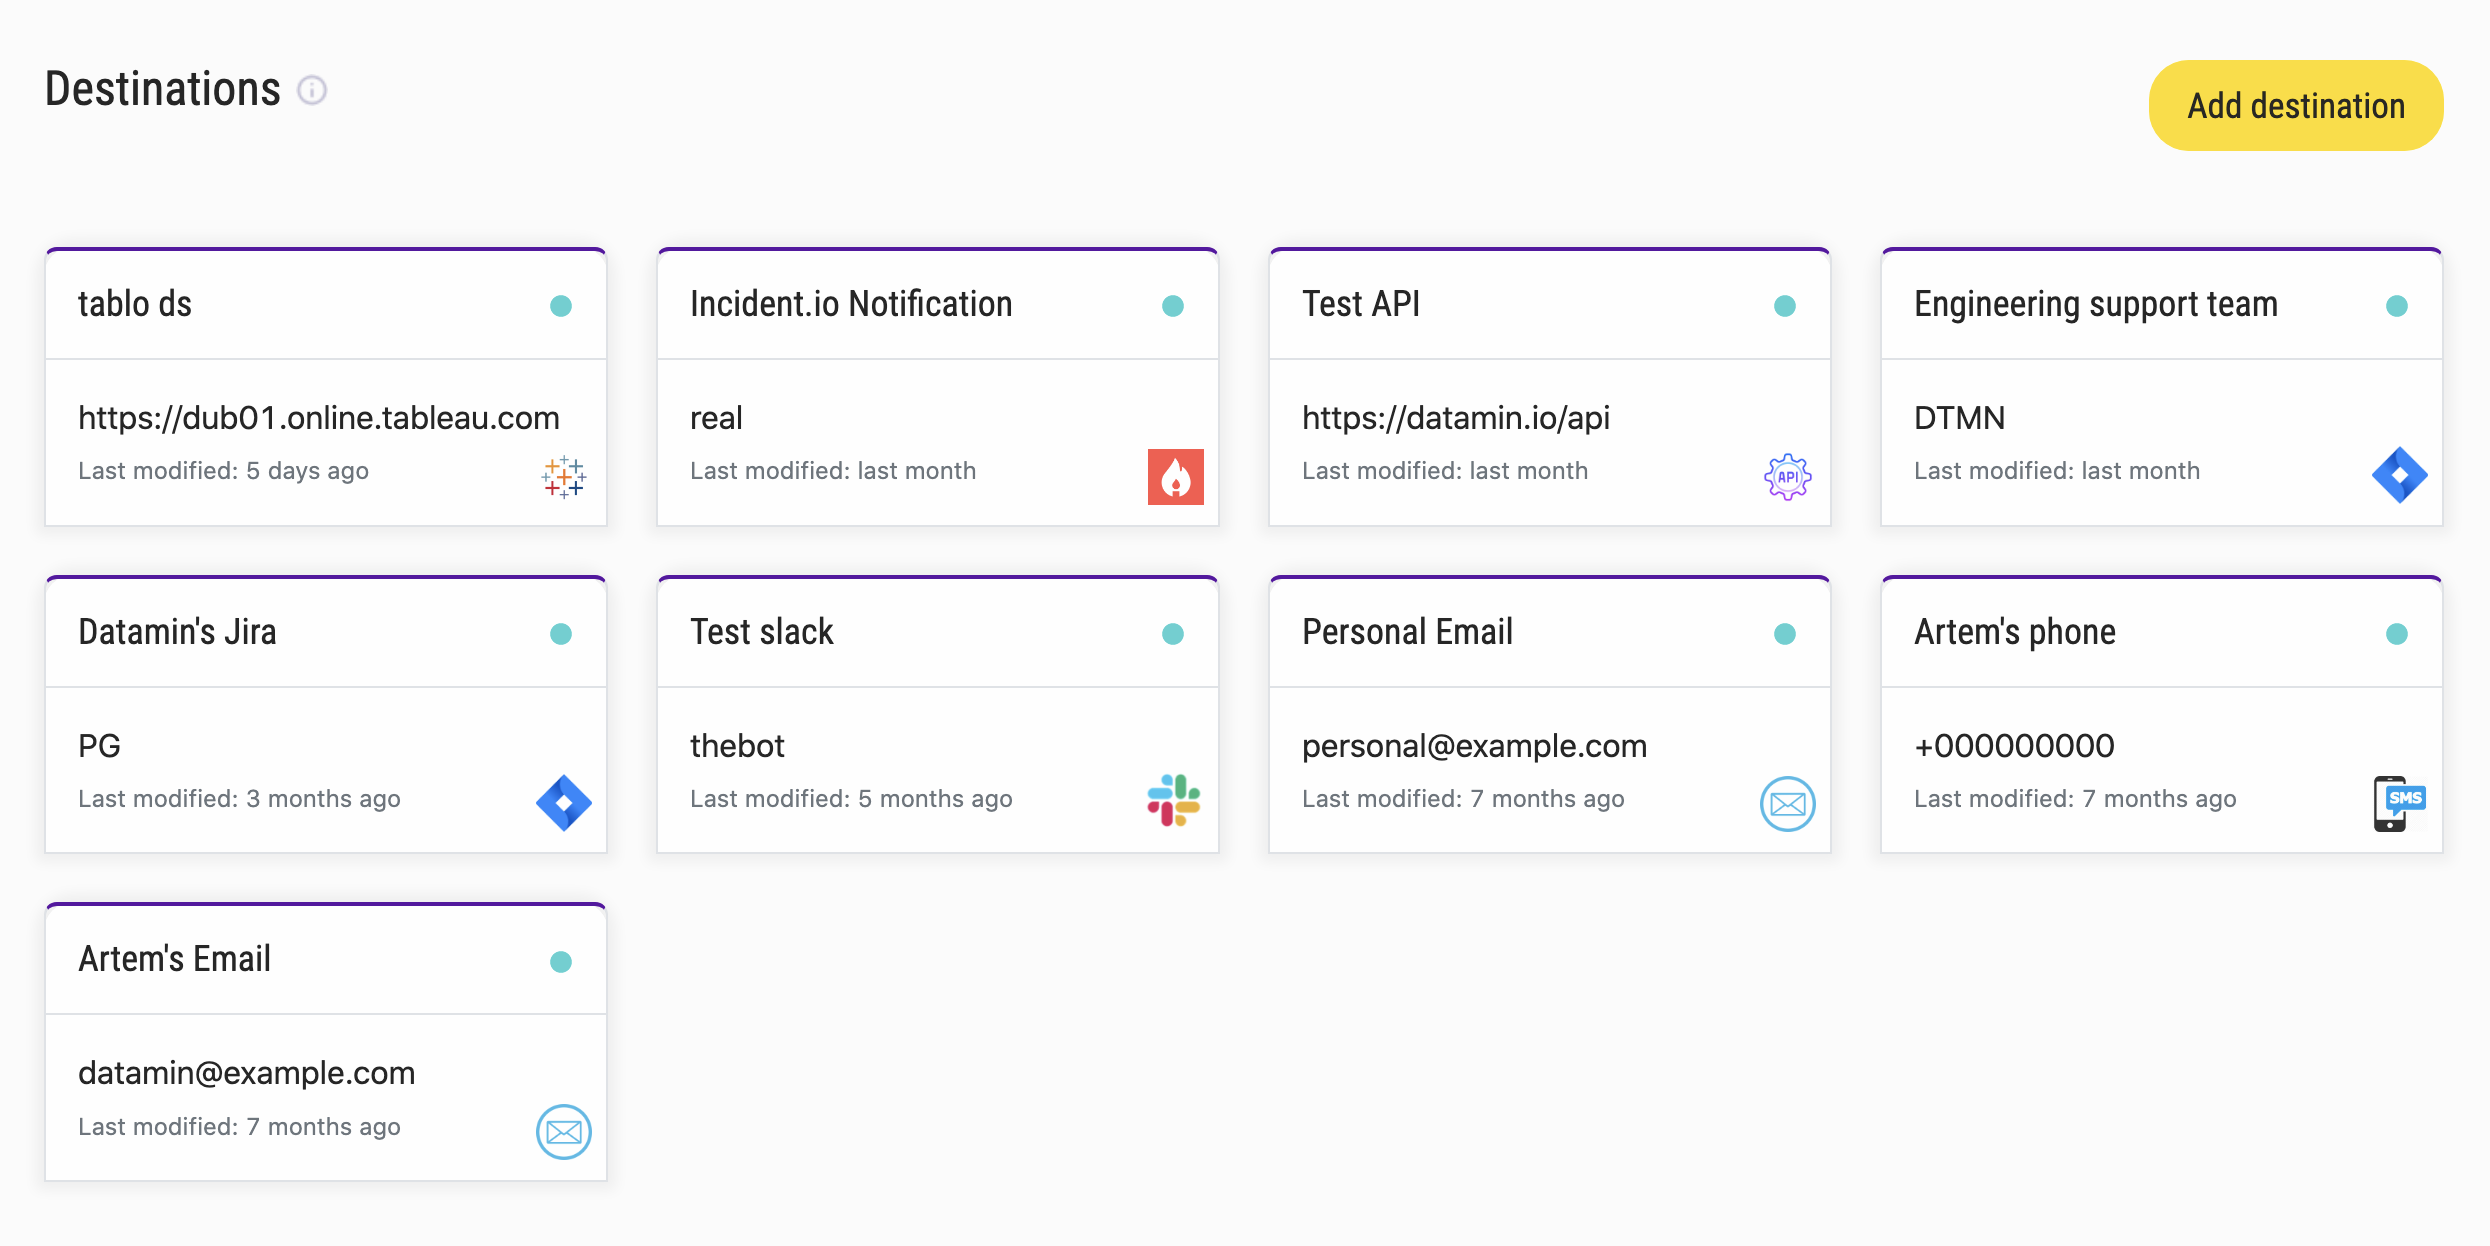 Destinations
Add destination
tablo ds
https://dub01.online.tableau.com
Last modified: 5 days ago
Incident.io Notification
real
Last modified: last month
Test API
https://datamin.io/api
Last modified: last month
API
Engineering support team
DTMN
Last modified: last month
Datamin's Jira
PG
Last modified: 3 months ago
Test slack
thebot
Last modified: 5 months ago
Personal Email
personal@example.com
Last modified: 7 months ago
Artem's phone
+000000000
Last modified: 7 months ago
SMS
Artem's Email
datamin@example.com
Last modified: 7 months ago